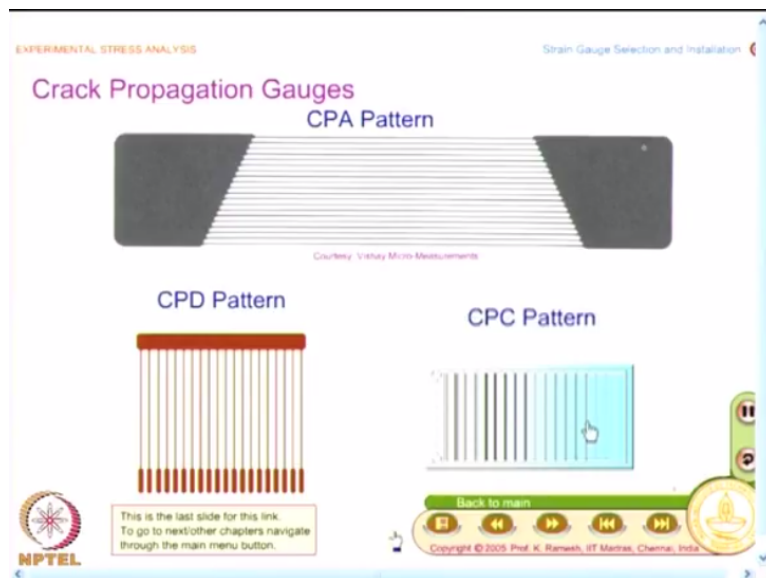 EXPERIMENTAL STRESS ANALYSIS
Strain Gauge Selection and Installation
Crack Propagation Gauges
CPA Pattern
Courtesy: Vishay Micro-Measurements
CPD Pattern
CPC Pattern
This is the last slide for this link.
To go to next/other chapters navigate
through the main menu button.
Back to main
Copyright © 2005 Prof. K. Ramesh, IIT Madras, Chennai, India
NPTEL